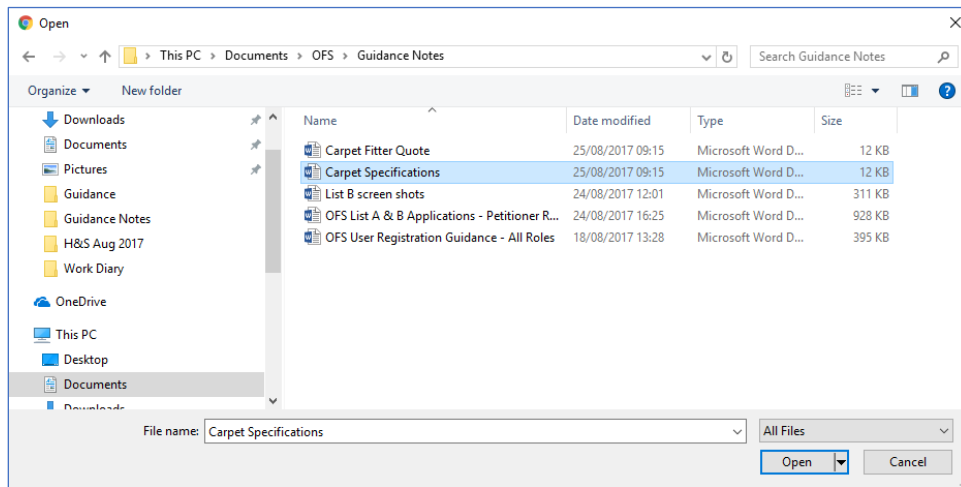 Open
This PC > Documents > OFS > Guidance Notes
Search Guidance Notes
Organize
New folder
Downloads
Documents
Pictures
Guidance
Guidance Notes
H&S Aug 2017
Work Diary
OneDrive
This PC
Desktop
Documents
Downloads
Name Date modified Type Size
Carpet Fitter Quote 25/08/2017 09:15 Microsoft Word D... 12 KB
Carpet Specifications 25/08/2017 09:15 Microsoft Word D... 12 KB
List B screen shots 24/08/2017 12:01 Microsoft Word D... 311 KB
OFS List A & B Applications - Petitioner R... 24/08/2017 16:25 Microsoft Word D... 928 KB
OFS User Registration Guidance - All Roles 18/08/2017 13:28 Microsoft Word D... 395 KB
File name: Carpet Specifications
All Files
Open
Cancel